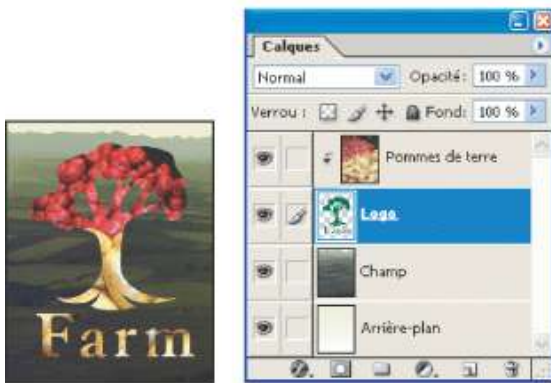 Farm
Calques
Normal Opacité : 100 %
Verrou : Fond: 100 %
Pommes de terre
Logo
Champ
Arrière-plan